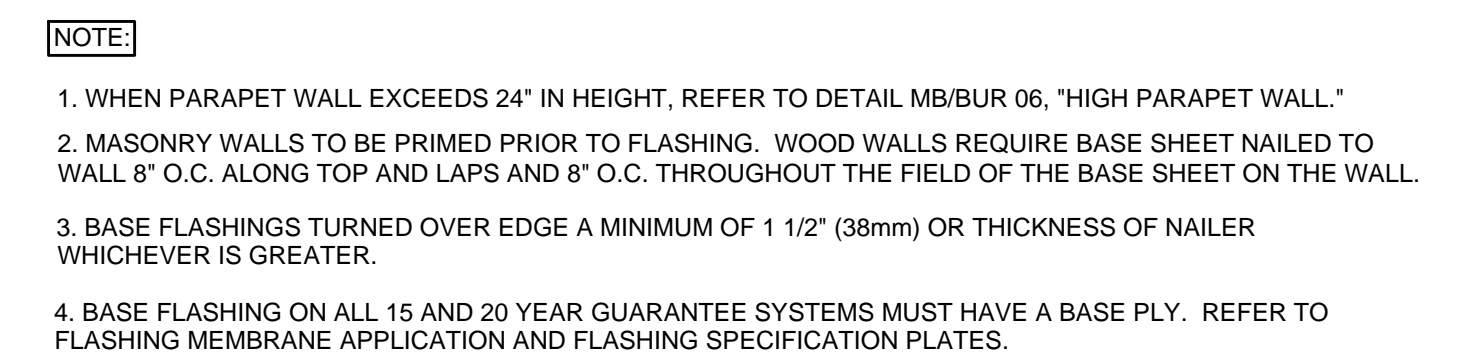 NOTE:
1. WHEN PARAPET WALL EXCEEDS 24" IN HEIGHT, REFER TO DETAIL MB/BUR 06, "HIGH PARAPET WALL."
2. MASONRY WALLS TO BE PRIMED PRIOR TO FLASHING.  WOOD WALLS REQUIRE BASE SHEET NAILED TO
WALL 8" O.C. ALONG TOP AND LAPS AND 8" O.C. THROUGHOUT THE FIELD OF THE BASE SHEET ON THE WALL.
3. BASE FLASHINGS TURNED OVER EDGE A MINIMUM OF 1 1/2" (38mm) OR THICKNESS OF NAILER
WHICHEVER IS GREATER.
4. BASE FLASHING ON ALL 15 AND 20 YEAR GUARANTEE SYSTEMS MUST HAVE A BASE PLY.  REFER TO
FLASHING MEMBRANE APPLICATION AND FLASHING SPECIFICATION PLATES.